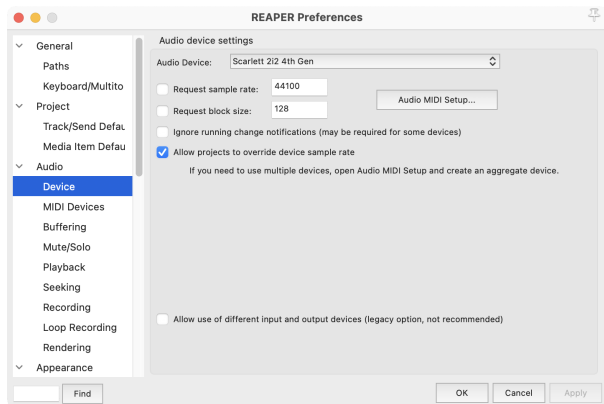 REAPER Preferences
General
Paths
Keyboard/Multito
Project
Track/Send Defau
Media Item Defau
Audio
Device
MIDI Devices
Buffering
Mute/Solo
Playback
Seeking
Recording
Loop Recording
Rendering
Appearance
Find
Audio device settings
Audio Device: Scarlett 2i2 4th Gen
Request sample rate: 44100
Request block size: 128
Audio MIDI Setup...
Ignore running change notifications (may be required for some devices)
Allow projects to override device sample rate
If you need to use multiple devices, open Audio MIDI Setup and create an aggregate device.
Allow use of different input and output devices (legacy option, not recommended)
OK Cancel Apply